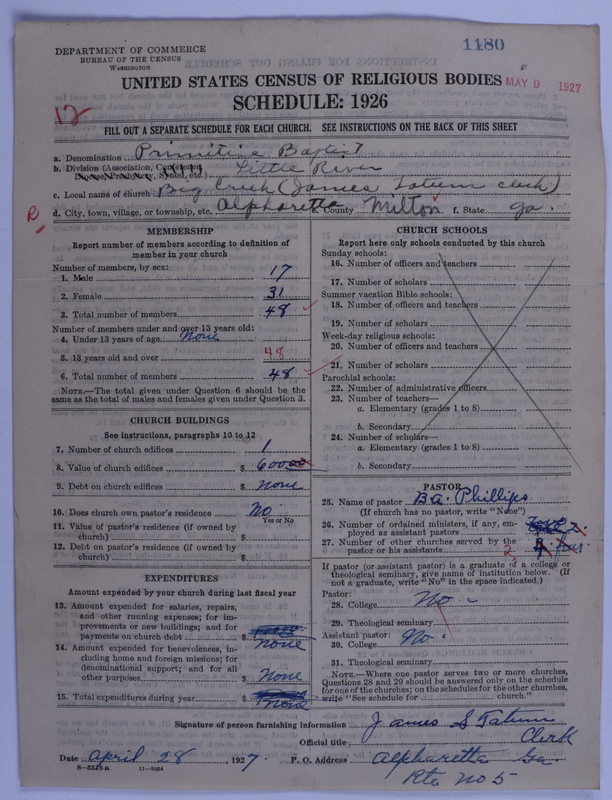 DEPARTMENT OF COMMERCE
BUREAU OF THE CENSUS
WASHINGTON
1180
UNITED STATES CENSUS OF RELIGIOUS BODIES
MAY 9 1927
SCHEDULE: 1926
12
FILL OUT A SEPARATE SCHEDULE FOR EACH CHURCH. SEE INSTRUCTIONS ON THE BACK OF THIS SHEET
a. Denomination Primitive Baptist
b. Division (Association, Conference, Diocese, Presbytery, Synod, etc.) Little River
c. Local name of church Big Creek (James Tatum clerk)
R
d. City, town, village, or township, etc. Alpharetta e. County Milton f. State Ga.
MEMBERSHIP
Report number of members according to definition of
member in your church
Number of members, by sex:
1. Male 17
2. Female 31
3. Total number of members 48
Number of members under and over 13 years old:
4. Under 13 years of age None
5. 13 years old and over 48
6. Total number of members 48
NOTE.—The total given under Question 6 should be
same as the total of males and females given under Question 3.
CHURCH BUILDINGS
See instructions, paragraphs 10 to 12
7. Number of church edifices 1
8. Value of church edifices $ 60000
9. Debt on church edifices $ None
10. Does church own pastor's residence No
Yes or No
11. Value of pastor's residence (if owned by
church) $
12. Debt on pastor's residence (if owned by
church) $
EXPENDITURES
Amount expended by your church during last fiscal year
13. Amount expended for salaries, repairs,
and other running expenses; for im-
provements or new buildings; and for
payments on church debt $ None
14. Amount expended for benevolences, in-
cluding home and foreign missions; for
denominational support; and for all
other purposes $ None
15. Total expenditures during year $ None
CHURCH SCHOOLS
Report here only schools conducted by this church
Sunday schools:
16. Number of officers and teachers
17. Number of scholars
Summer vacation Bible schools:
18. Number of officers and teachers
19. Number of scholars
Week-day religious schools:
20. Number of officers and teachers
21. Number of scholars
Parochial schools:
22. Number of administrative officers
23. Number of teachers—
a. Elementary (grades 1 to 8)
b. Secondary
24. Number of scholars—
a. Elementary (grades 1 to 8)
b. Secondary
PASTOR
25. Name of pastor B.A. Phillips
(If church has no pastor, write "None")
26. Number of ordained ministers, if any, em-
ployed as assistant pastors 2
27. Number of other churches served by the
pastor or his assistants 2
If pastor (or assistant pastor) is a graduate of a college or
theological seminary, give name of institution below. (If
not a graduate, write "No" in the space indicated.)
Pastor:
28. College No
29. Theological seminary
Assistant pastor:
30. College No.
31. Theological seminary
NOTE.—Where one pastor serves two or more churches,
Questions 28 and 29 should be answered only on the schedule
for one of the churches; on the schedules for the other churches,
write "See schedule for church."
Signature of person furnishing information James S Tatum
Official title Clerk
Date April 28, 1927. P. O. Address Alpharetta Ga
Rte No 5
11—9064